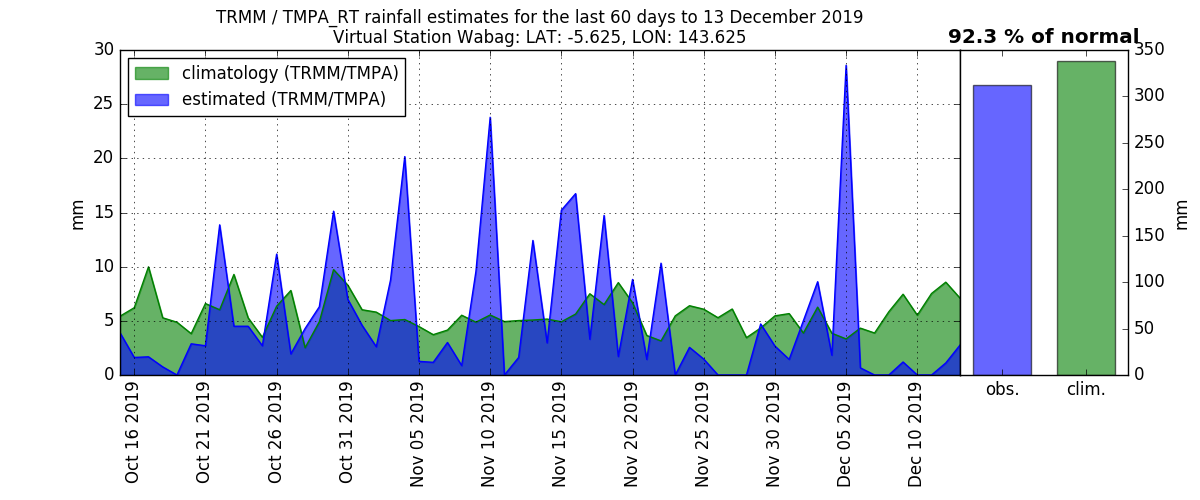 TRMM / TMPA_RT rainfall estimates for the last 60 days to 13 December 2019
Virtual Station Wabag: LAT: -5.625, LON: 143.625
92.3 % of normal
climatology (TRMM/TMPA)
estimated (TRMM/TMPA)
30
25
20
15
10
5
0
mm
Oct 16 2019
Oct 21 2019
Oct 26 2019
Oct 31 2019
Nov 05 2019
Nov 10 2019
Nov 15 2019
Nov 20 2019
Nov 25 2019
Nov 30 2019
Dec 05 2019
Dec 10 2019
obs.
clim.
350
300
250
200
150
100
50
0
mm